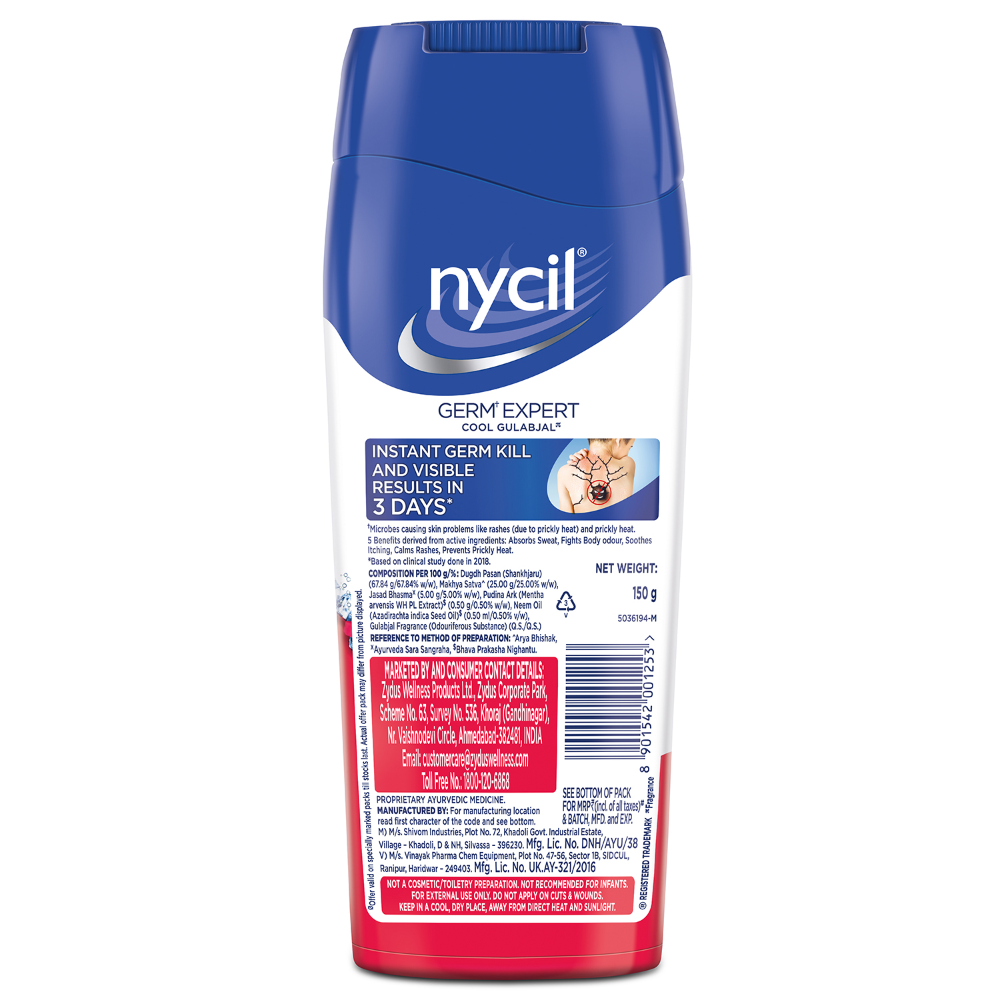 nycil®
GERM† EXPERT
COOL GULABJAL
INSTANT GERM KILL
AND VISIBLE
RESULTS IN
3 DAYS*
†Microbes causing skin problems like rashes (due to prickly heat) and prickly heat.
5 Benefits derived from active ingredients: Absorbs Sweat, Fights Body odour, Soothes
Itching, Calms Rashes, Prevents Prickly Heat.
*Based on clinical study done in 2018.
COMPOSITION PER 100 g/%: Dugdh Pasan (Shankhjaru)
(67.84 g/67.84% w/w), Makhya Satva^ (25.00 g/25.00% w/w),
Jasad Bhasma¥ (5.00 g/5.00% w/w), Pudina Ark (Mentha
arvensis WH PL Extract)$ (0.50 g/0.50% w/w), Neem Oil
(Azadirachta indica Seed Oil)$ (0.50 ml/0.50% v/w),
Gulabjal Fragrance (Odouriferous Substance) (Q.S./Q.S.)
REFERENCE TO METHOD OF PREPARATION: ^Arya Bhishak,
¥Ayurveda Sara Sangraha, $Bhava Prakasha Nighantu.
NET WEIGHT:
150 g
3
V
5036194-M
MARKETED BY AND CONSUMER CONTACT DETAILS:
Zydus Wellness Products Ltd., Zydus Corporate Park,
Scheme No. 63, Survey No. 536, Khoraj (Gandhinagar),
Nr. Vaishnodevi Circle, Ahmedabad-382481, INDIA
Email: customercare@zyduswellness.com
Toll Free No.: 1800-120-6868
8 901542 001253 >
SEE BOTTOM OF PACK
FOR MRP (incl. of all taxes)
& BATCH, MFD. and EXP.
PROPRIETARY AYURVEDIC MEDICINE.
MANUFACTURED BY: For manufacturing location
read first character of the code and see bottom.
M) M/s. Shivom Industries, Plot No. 72, Khadoli Govt. Industrial Estate,
Village - Khadoli, D & NH, Silvassa - 396230. Mfg. Lic. No. DNH/AYU/38
V) M/s. Vinayak Pharma Chem Equipment, Plot No. 47-56, Sector 1B, SIDCUL,
Ranipur, Haridwar - 249403. Mfg. Lic. No. UK.AY-321/2016
NOT A COSMETIC/TOILETRY PREPARATION. NOT RECOMMENDED FOR INFANTS.
FOR EXTERNAL USE ONLY. DO NOT APPLY ON CUTS & WOUNDS.
KEEP IN A COOL, DRY PLACE, AWAY FROM DIRECT HEAT AND SUNLIGHT.
Offer valid on specially marked packs till stocks last. Actual offer pack may differ from picture displayed.
® REGISTERED TRADEMARK Fragrance